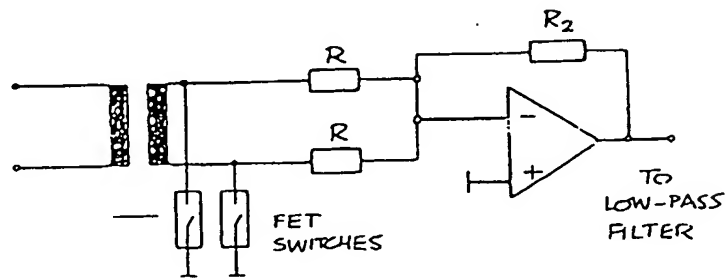 R
R₂
R
−
+
FET
SWITCHES
TO
LOW-PASS
FILTER